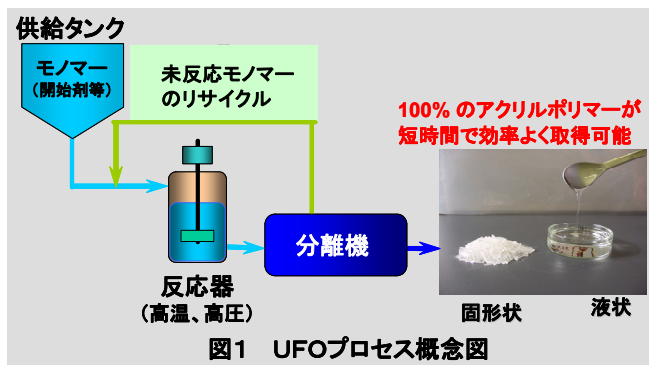 供給タンク
モノマー
（開始剤等）
未反応モノマー
のリサイクル
100% のアクリルポリマーが
短時間で効率よく取得可能
分離機
反応器
（高温、高圧）
固形状
液状
図１　ＵＦＯプロセス概念図